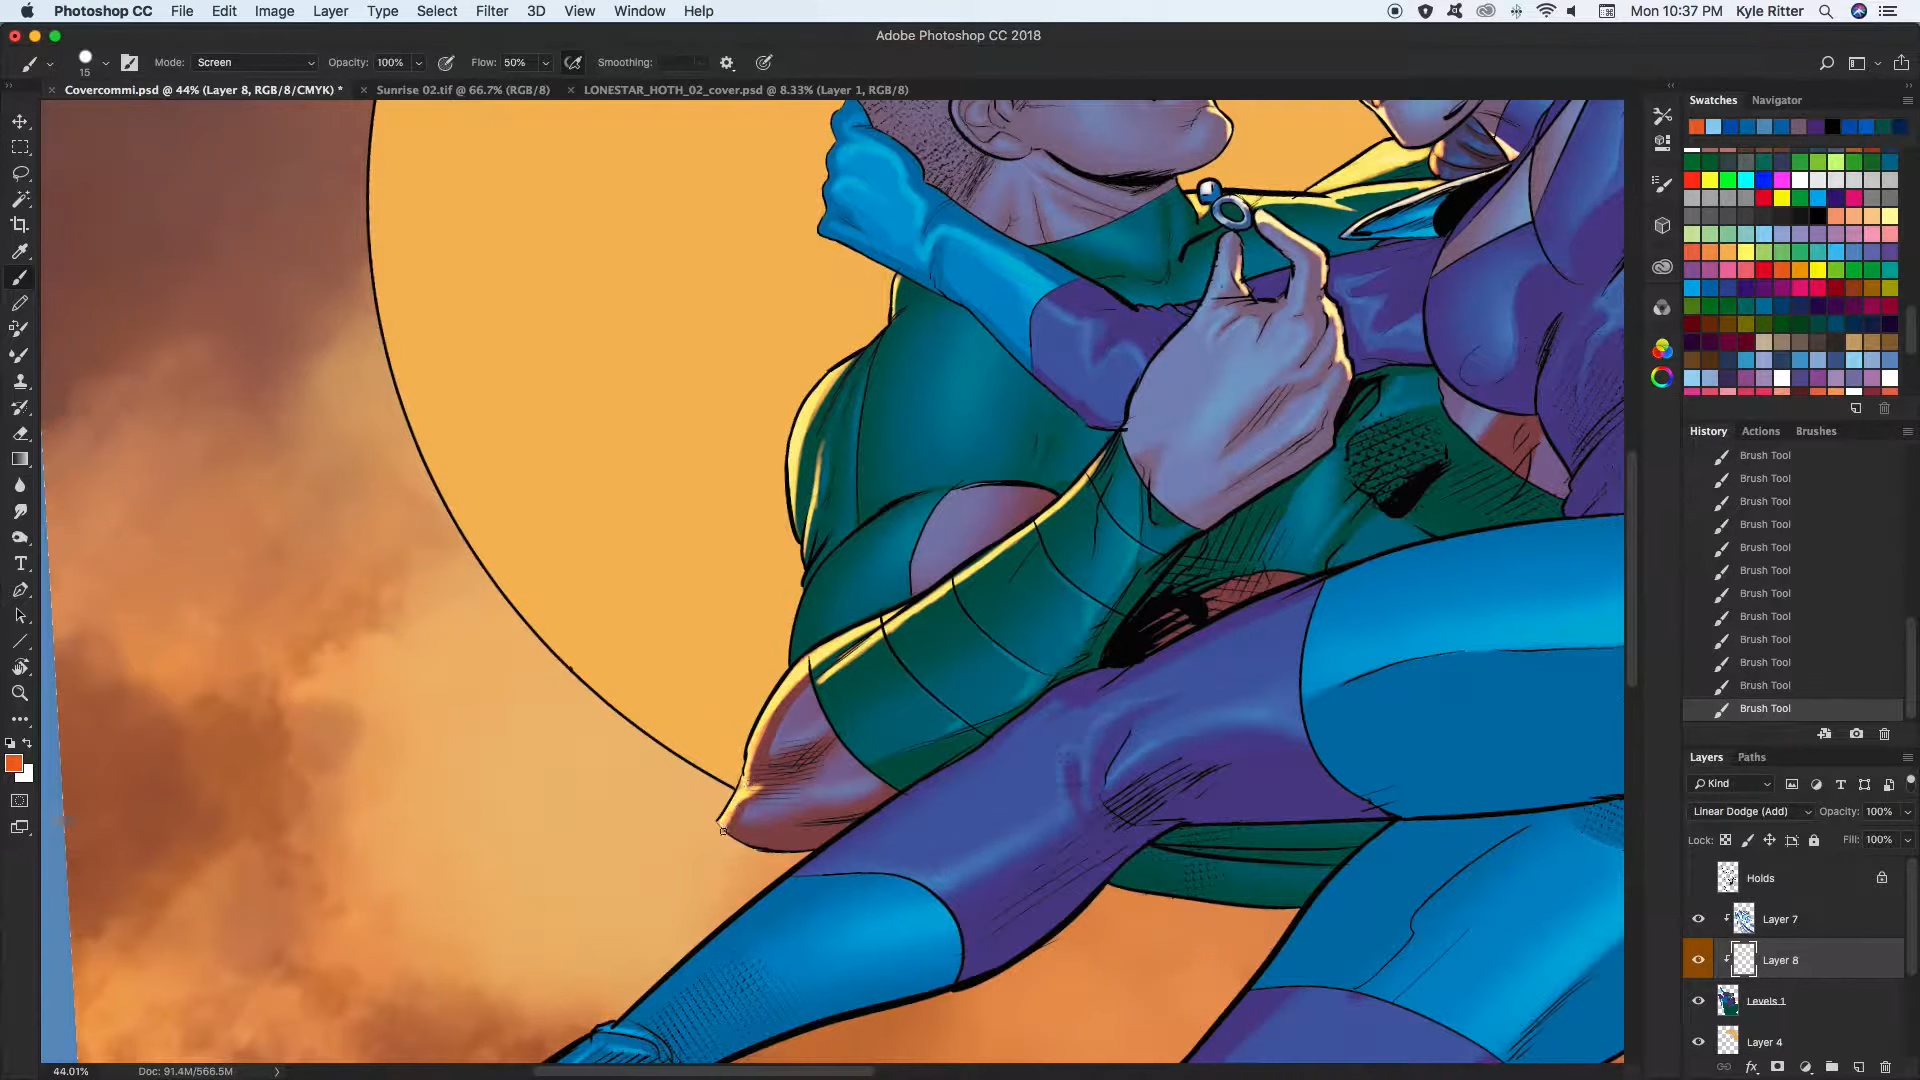 Photoshop CC File Edit Image Layer Type Select Filter 3D View Window Help Mon 10:37 PM Kyle Ritter
Adobe Photoshop CC 2018
15 Mode: Screen Opacity: 100% Flow: 50% Smoothing:
Covercommi.psd @ 44% (Layer 8, RGB/8/CMYK) * Sunrise 02.tif @ 66.7% (RGB/8) LONESTAR_HOTH_02_cover.psd @ 8.33% (Layer 1, RGB/8)
Swatches Navigator
History Actions Brushes
Brush Tool
Brush Tool
Brush Tool
Brush Tool
Brush Tool
Brush Tool
Brush Tool
Brush Tool
Brush Tool
Brush Tool
Brush Tool
Brush Tool
Layers Paths
Kind
Linear Dodge (Add) Opacity: 100%
Lock: Fill: 100%
Holds
Layer 7
Layer 8
Levels 1
Layer 4
44.01% Doc: 91.4M/566.5M